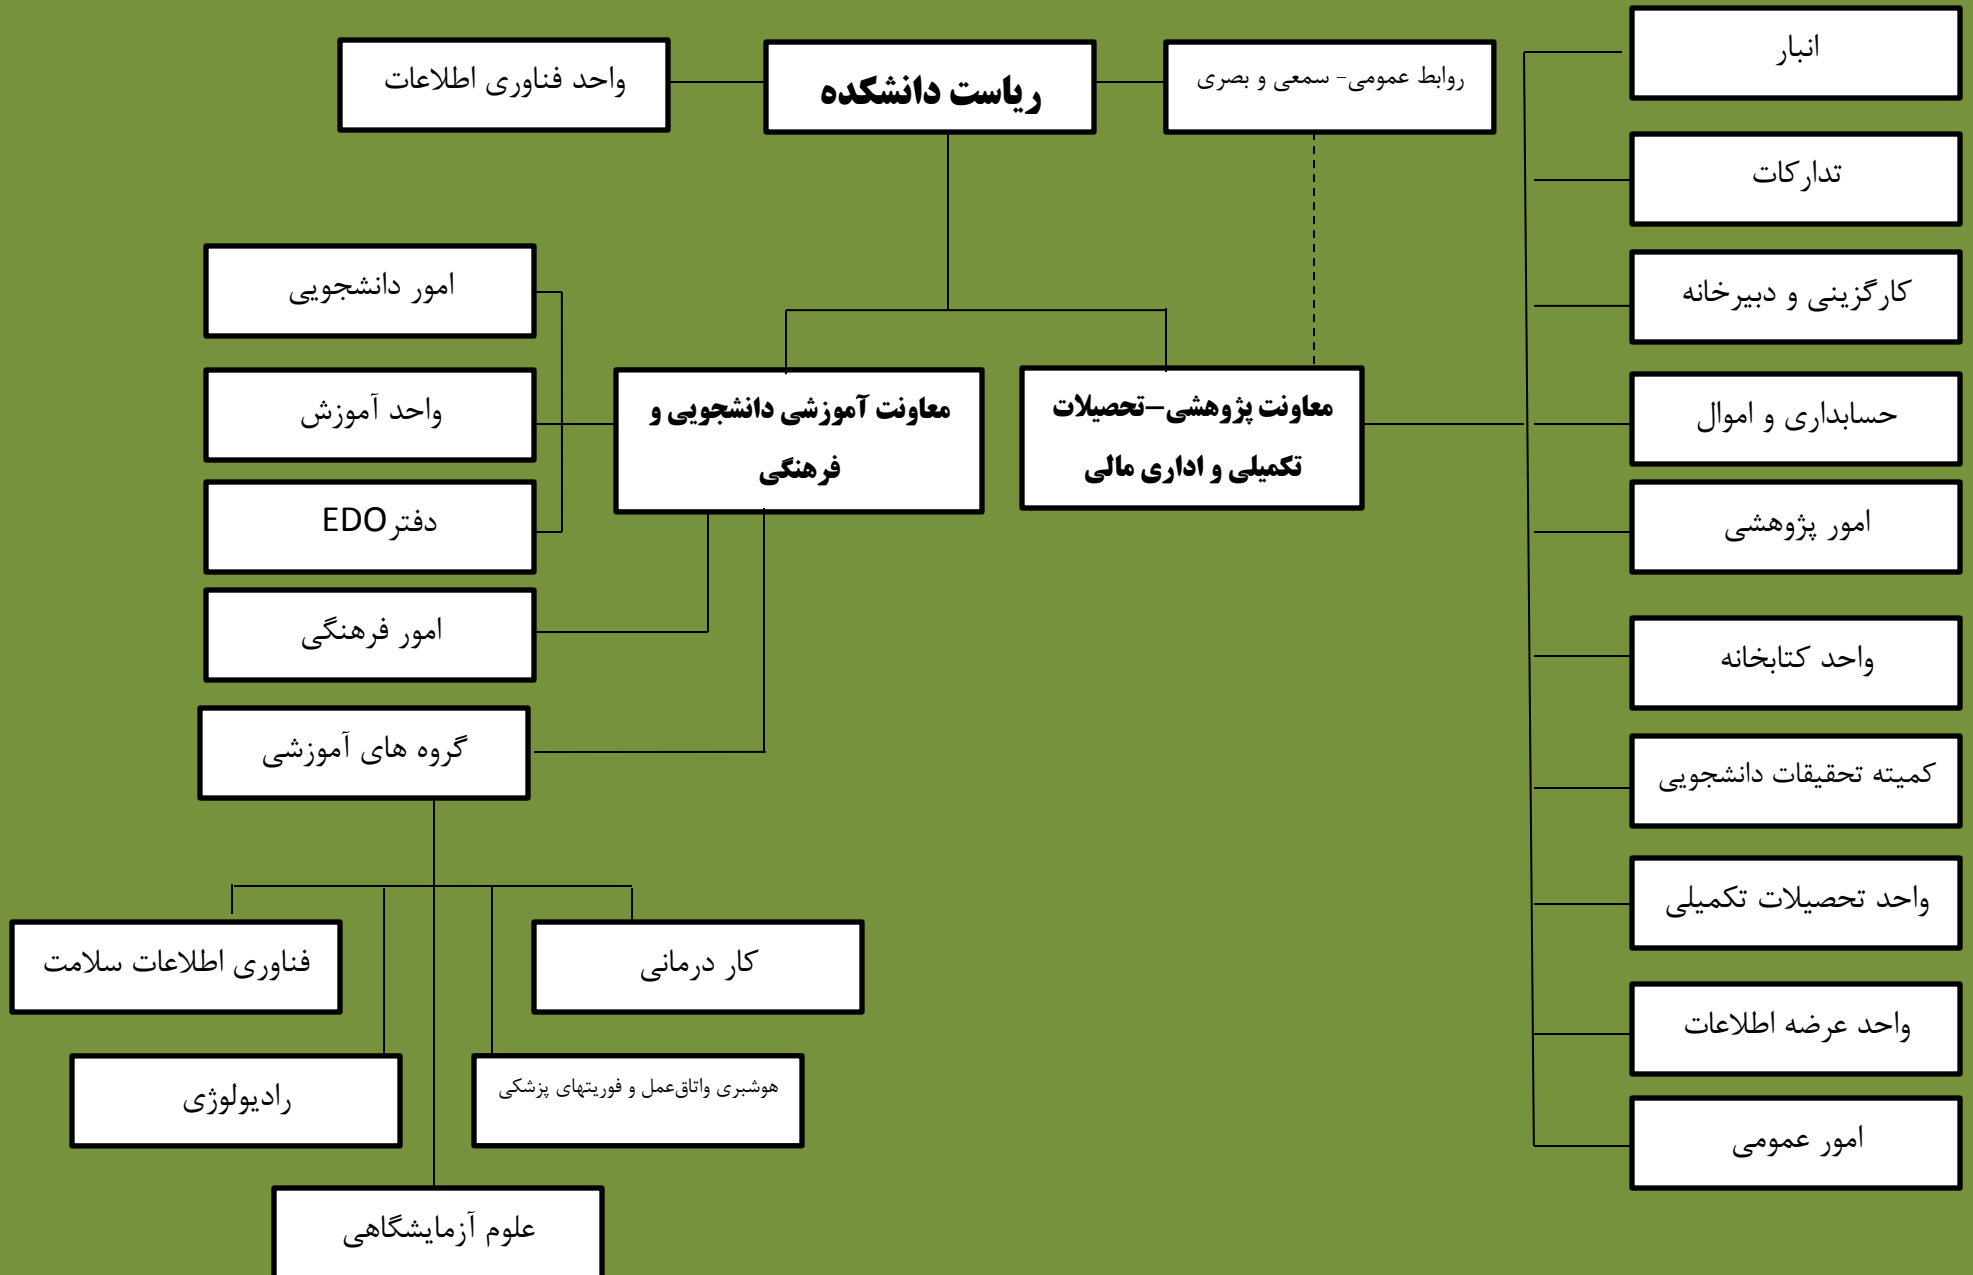 انبار
روابط عمومی- سمعی و بصری
ریاست دانشکده
واحد فناوری اطلاعات
تدارکات
کارگزینی و دبیرخانه
امور دانشجویی
حسابداری و اموال
معاونت پژوهشی–تحصیلات
تکمیلی و اداری مالی
معاونت آموزشی دانشجویی و
فرهنگی
واحد آموزش
امور پژوهشی
دفترEDO
واحد کتابخانه
امور فرهنگی
کمیته تحقیقات دانشجویی
گروه های آموزشی
واحد تحصیلات تکمیلی
کار درمانی
فناوری اطلاعات سلامت
واحد عرضه اطلاعات
هوشبری واتاق‌عمل و فوریتهای پزشکی
رادیولوژی
امور عمومی
علوم آزمایشگاهی